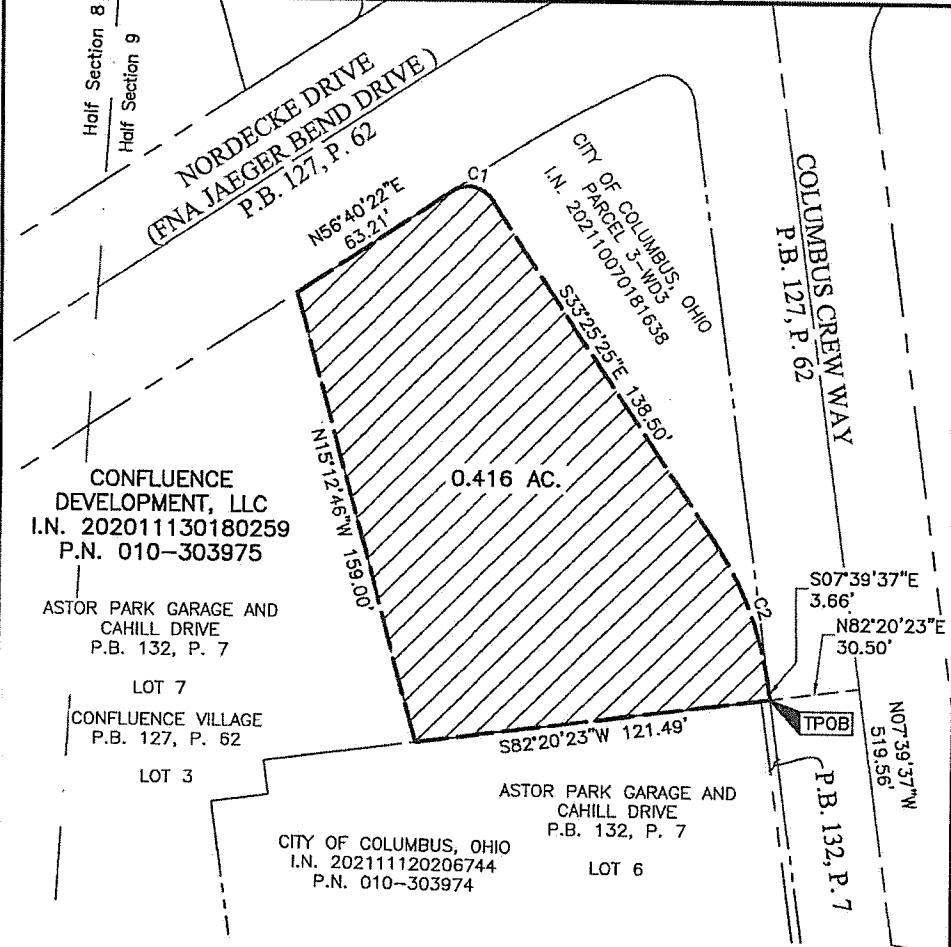 Half Section 8
Half Section 9
NORDECKE DRIVE
(FNA JAEGER BEND DRIVE)
P.B. 127, P. 62
N56°40'22"E
63.21'
C1
CITY OF COLUMBUS, OHIO
PARCEL 3-WD3
I.N. 202110070181638
COLUMBUS CREW WAY
P.B. 127, P. 62
S33°25'25"E 138.50'
N15°12'46"W 159.00'
0.416 AC.
CONFLUENCE
DEVELOPMENT, LLC
I.N. 202011130180259
P.N. 010-303975
ASTOR PARK GARAGE AND
CAHILL DRIVE
P.B. 132, P. 7
LOT 7
CONFLUENCE VILLAGE
P.B. 127, P. 62
LOT 3
C2
S07°39'37"E
3.66'
N82°20'23"E
30.50'
TPOB
N07°39'37"W
519.56'
S82°20'23"W 121.49'
P.B. 132, P. 7
ASTOR PARK GARAGE AND
CAHILL DRIVE
P.B. 132, P. 7
LOT 6
CITY OF COLUMBUS, OHIO
I.N. 202111120206744
P.N. 010-303974